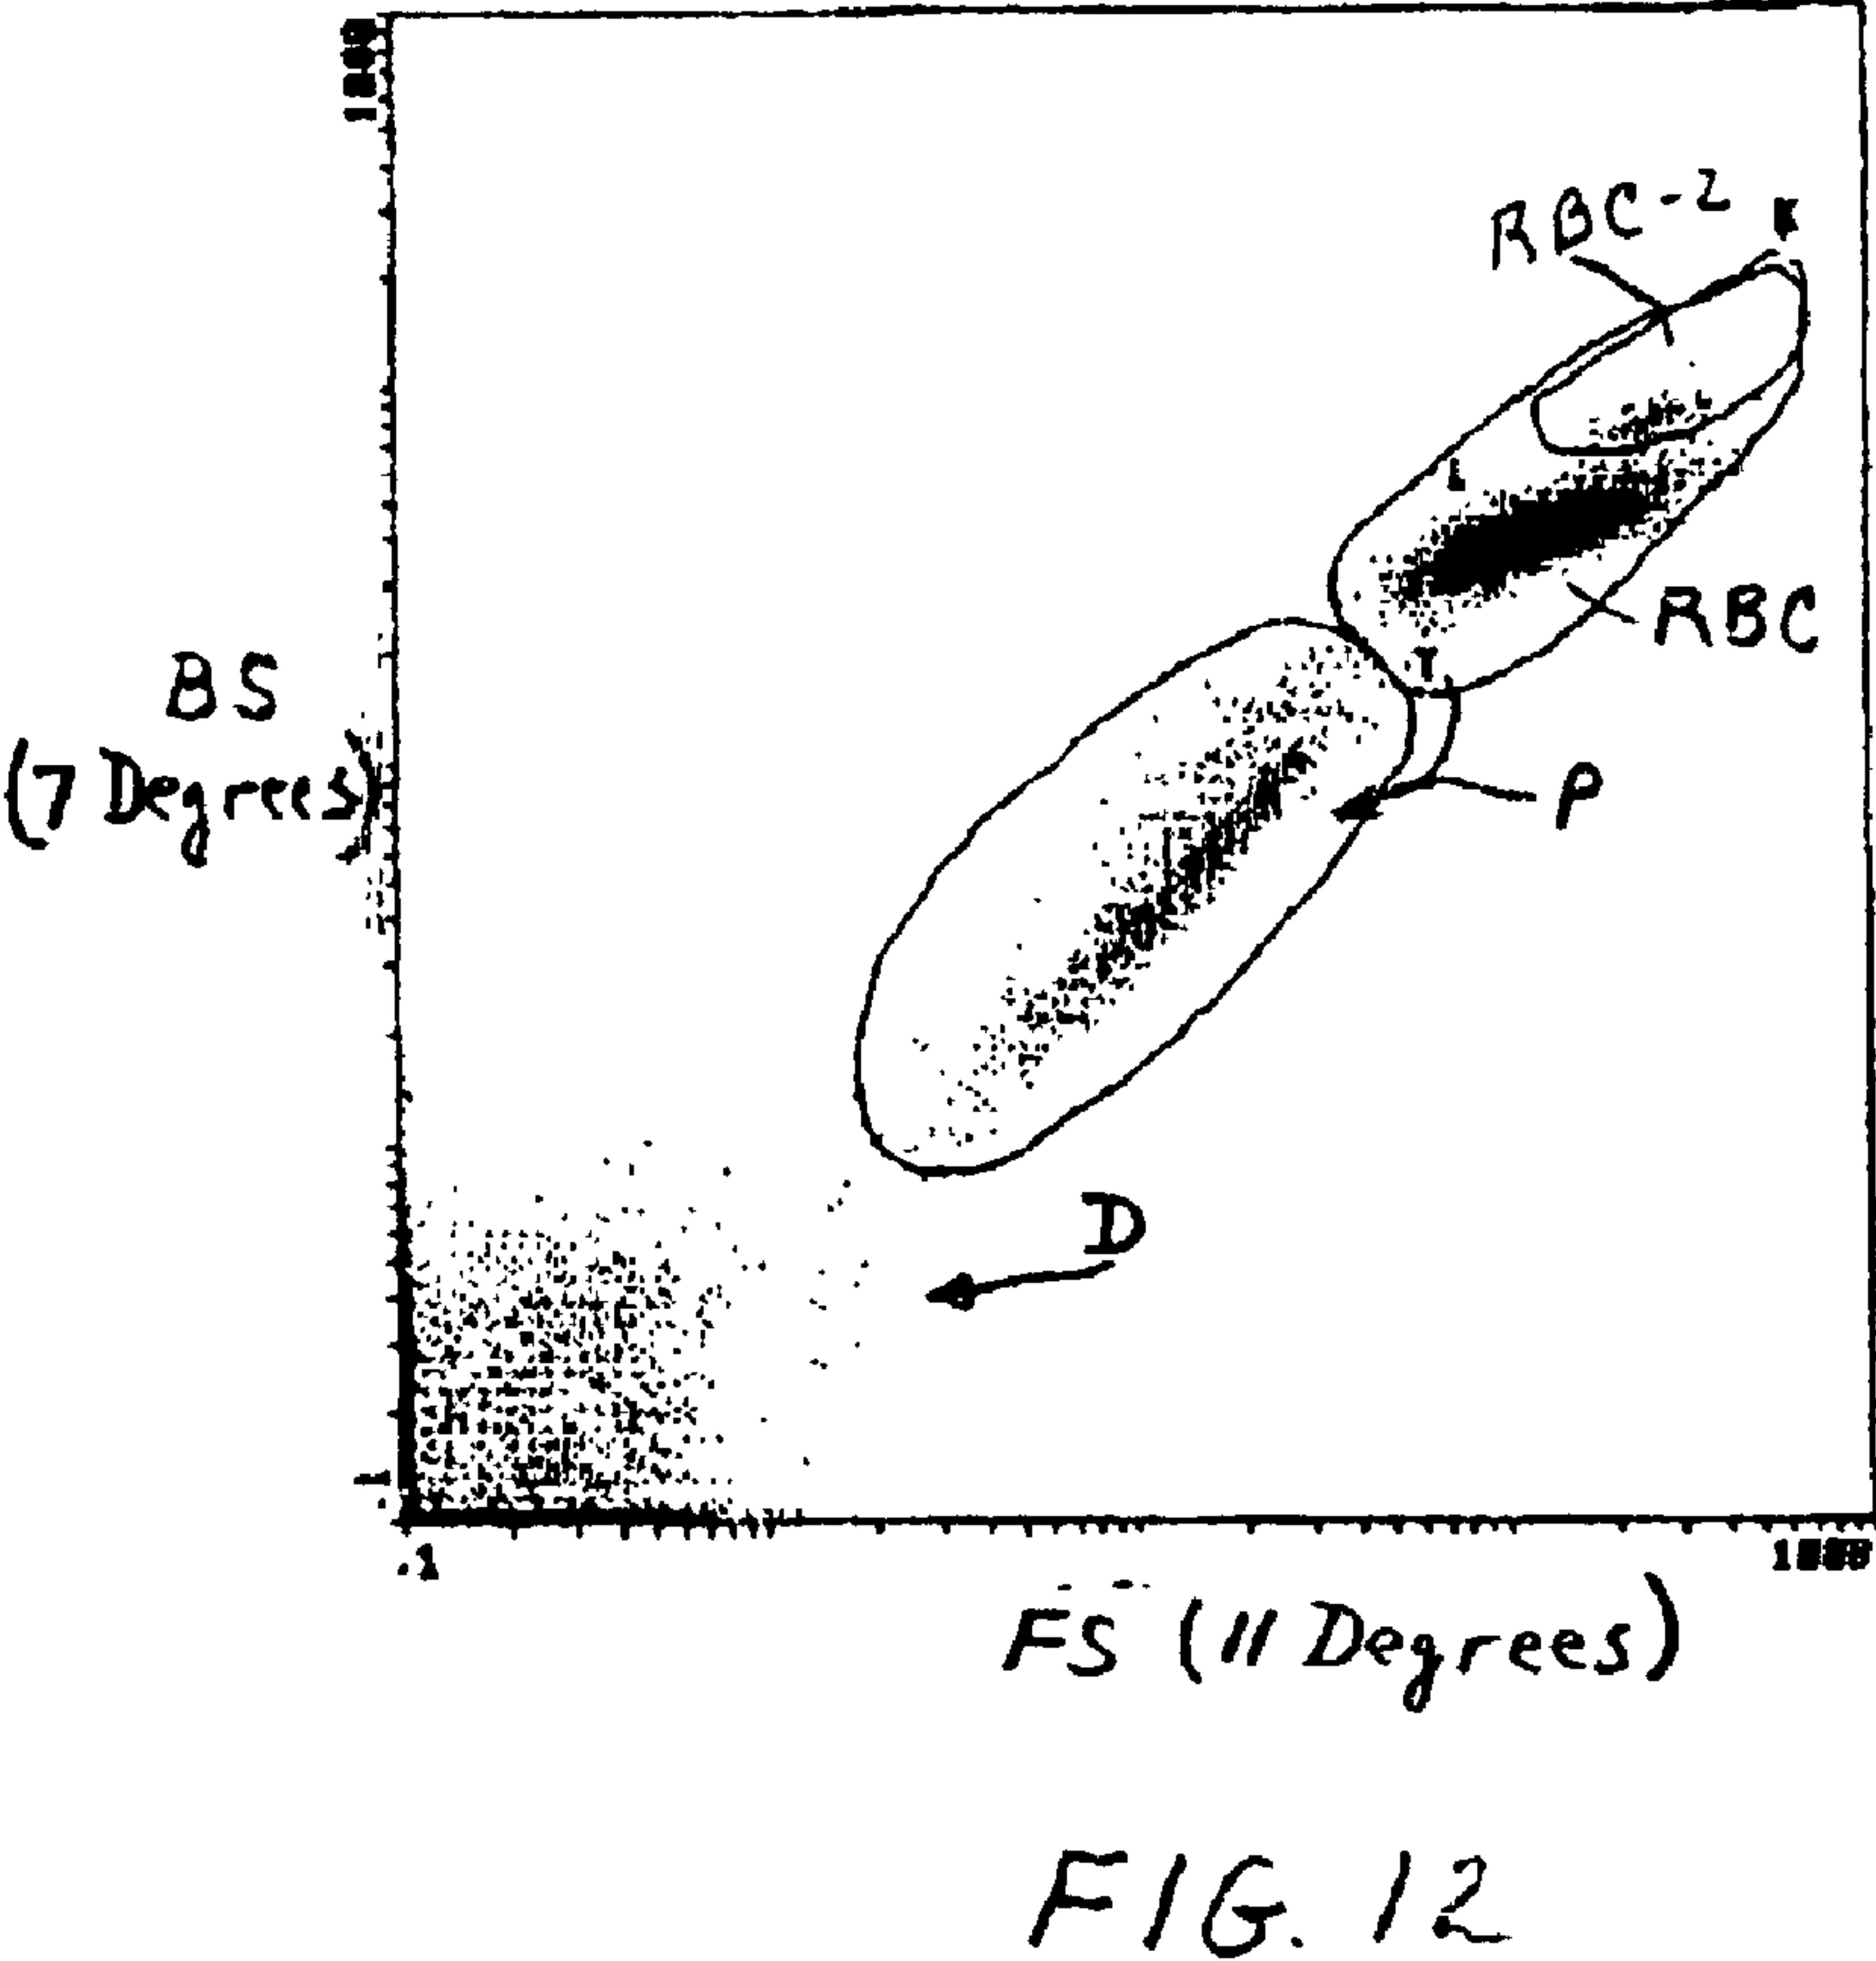 RBC-2
RBC
BS
(7 Degrees)
P
D
.1
FS (11 Degrees)
FIG. 12